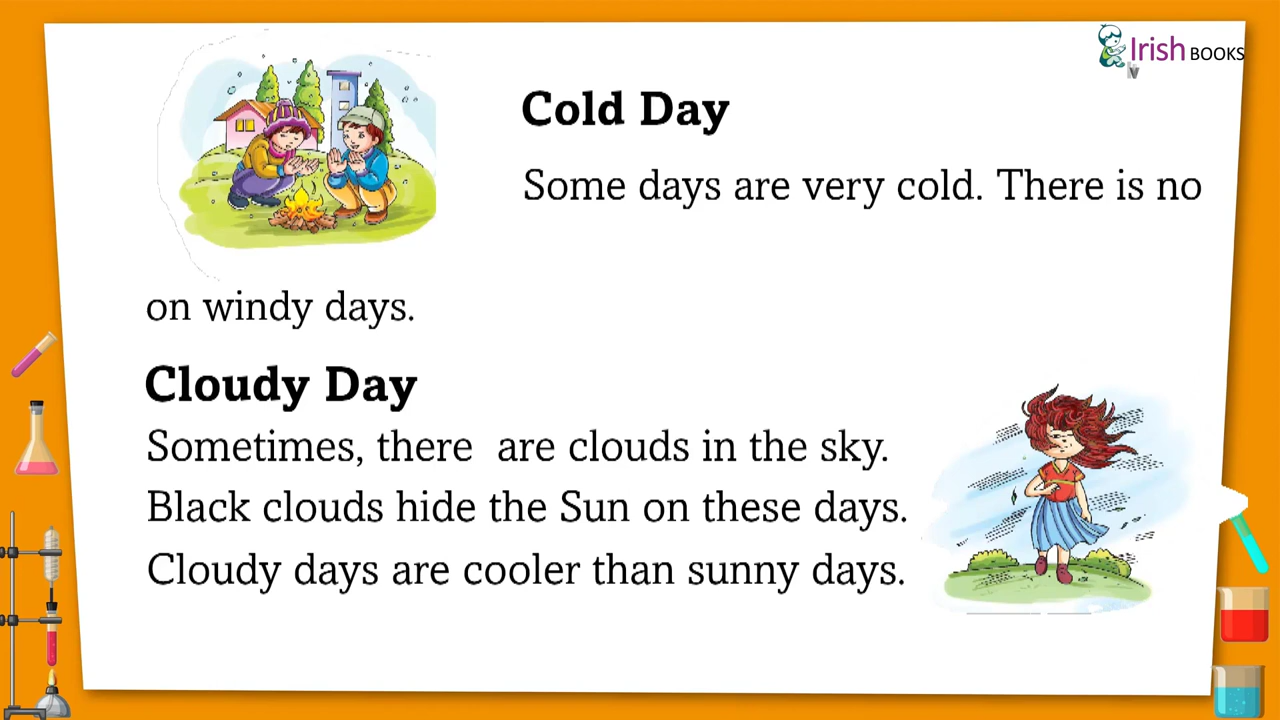 Irish BOOKS
Cold Day
Some days are very cold. There is no
on windy days.
Cloudy Day
Sometimes, there are clouds in the sky.
Black clouds hide the Sun on these days.
Cloudy days are cooler than sunny days.